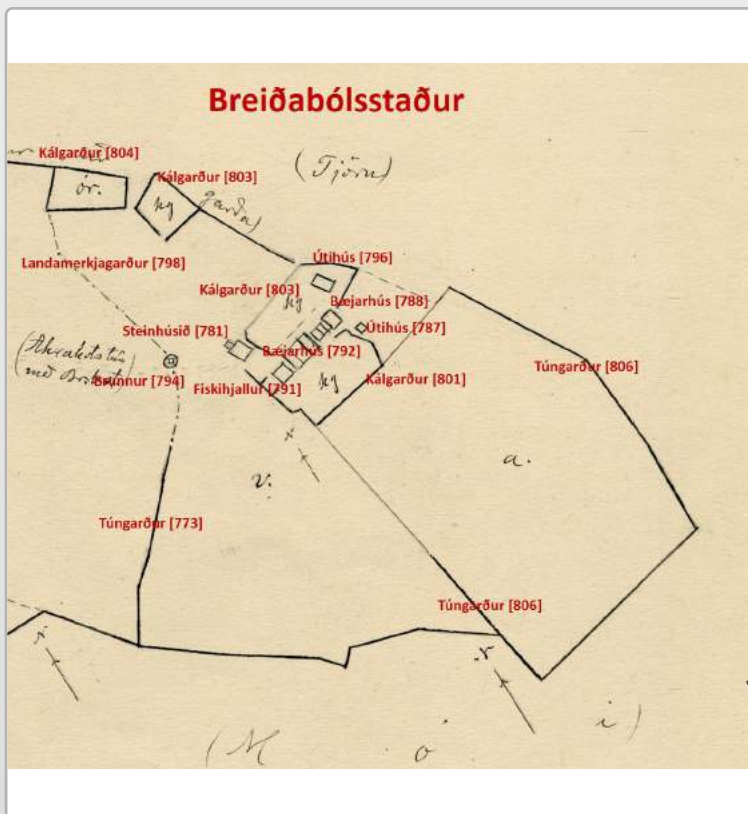 Breiðabólsstaður
Kálgarður [804]
(Tjörn)
Kálgarður [803]
ór.
kg
garða)
Landamerkjagarður [798]
Útihús [796]
Kálgarður [803]
kg
Bæjarhús [788]
Steinhúsið [781]
Útihús [787]
Bæjarhús [792]
Túngarður [806]
Brunnur [794]
Fiskihjallur [791]
kg
Kálgarður [801]
a.
v.
Túngarður [773]
Túngarður [806]
(M ó i)